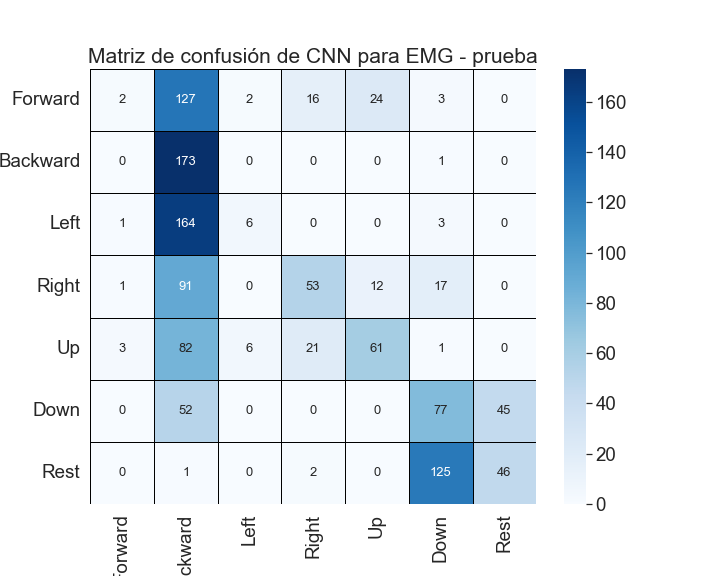 Matriz de confusión de CNN para EMG - prueba
Forward 2 127 2 16 24 3 0
Backward 0 173 0 0 0 1 0
Left 1 164 6 0 0 3 0
Right 1 91 0 53 12 17 0
Up 3 82 6 21 61 1 0
Down 0 52 0 0 0 77 45
Rest 0 1 0 2 0 125 46
Forward ckward Left Right Up Down Rest
160
140
120
100
80
60
40
20
0